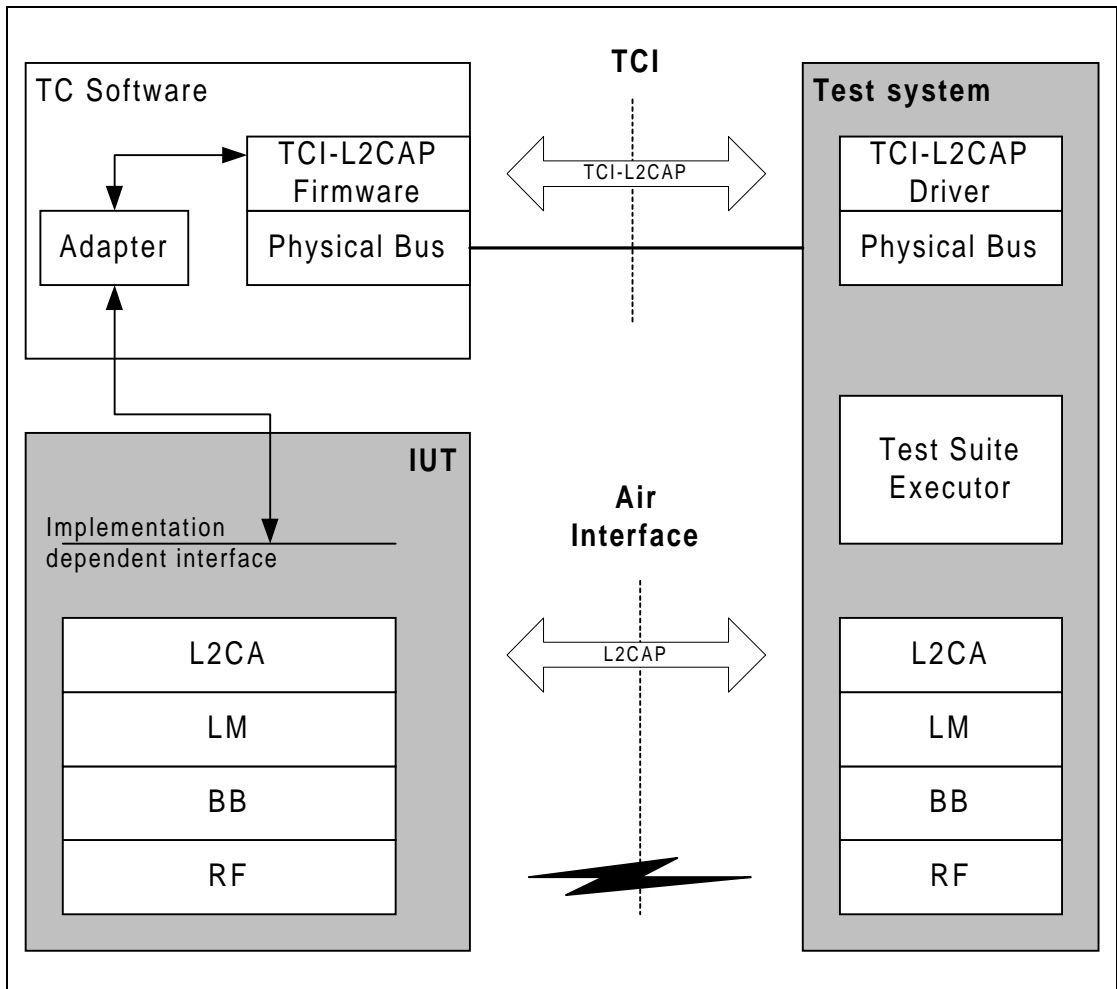 TC Software
TCI-L2CAP
Firmware
Physical Bus
Adapter
TCI
TCI-L2CAP
Test system
TCI-L2CAP
Driver
Physical Bus
Test Suite
Executor
IUT
Implementation
dependent interface
L2CA
LM
BB
RF
Air
Interface
L2CAP
L2CA
LM
BB
RF